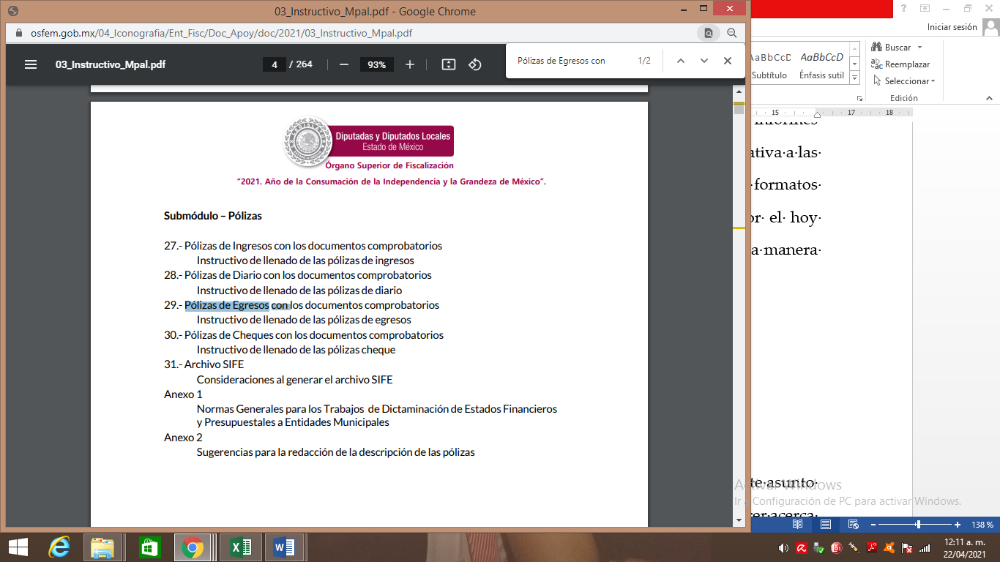 03_Instructivo_Mpal.pdf - Google Chrome
osfem.gob.mx/04_Iconografia/Ent_Fisc/Doc_Apoy/doc/2021/03_Instructivo_Mpal.pdf
03_Instructivo_Mpal.pdf
4 / 264
93%
Pólizas de Egresos con
1/2
Diputadas y Diputados Locales
Estado de México
Órgano Superior de Fiscalización
"2021. Año de la Consumación de la Independencia y la Grandeza de México".
Submódulo – Pólizas
27.- Pólizas de Ingresos con los documentos comprobatorios
Instructivo de llenado de las pólizas de ingresos
28.- Pólizas de Diario con los documentos comprobatorios
Instructivo de llenado de las pólizas de diario
29.- Pólizas de Egresos con los documentos comprobatorios
Instructivo de llenado de las pólizas de egresos
30.- Pólizas de Cheques con los documentos comprobatorios
Instructivo de llenado de las pólizas cheque
31.- Archivo SIFE
Consideraciones al generar el archivo SIFE
Anexo 1
Normas Generales para los Trabajos de Dictaminación de Estados Financieros
y Presupuestales a Entidades Municipales
Anexo 2
Sugerencias para la redacción de la descripción de las pólizas
Iniciar sesión
AaBbCcD AaBbCcD
Subtítulo Énfasis sutil
Buscar
Reemplazar
Seleccionar
Edición
15 17 18
ativa·a·las·
·formatos·
or· el· hoy·
a·manera·
te·asunto·
Activar Windows
Ir a Configuración de PC para activar Windows.
138 %
12:11 a. m.
22/04/2021